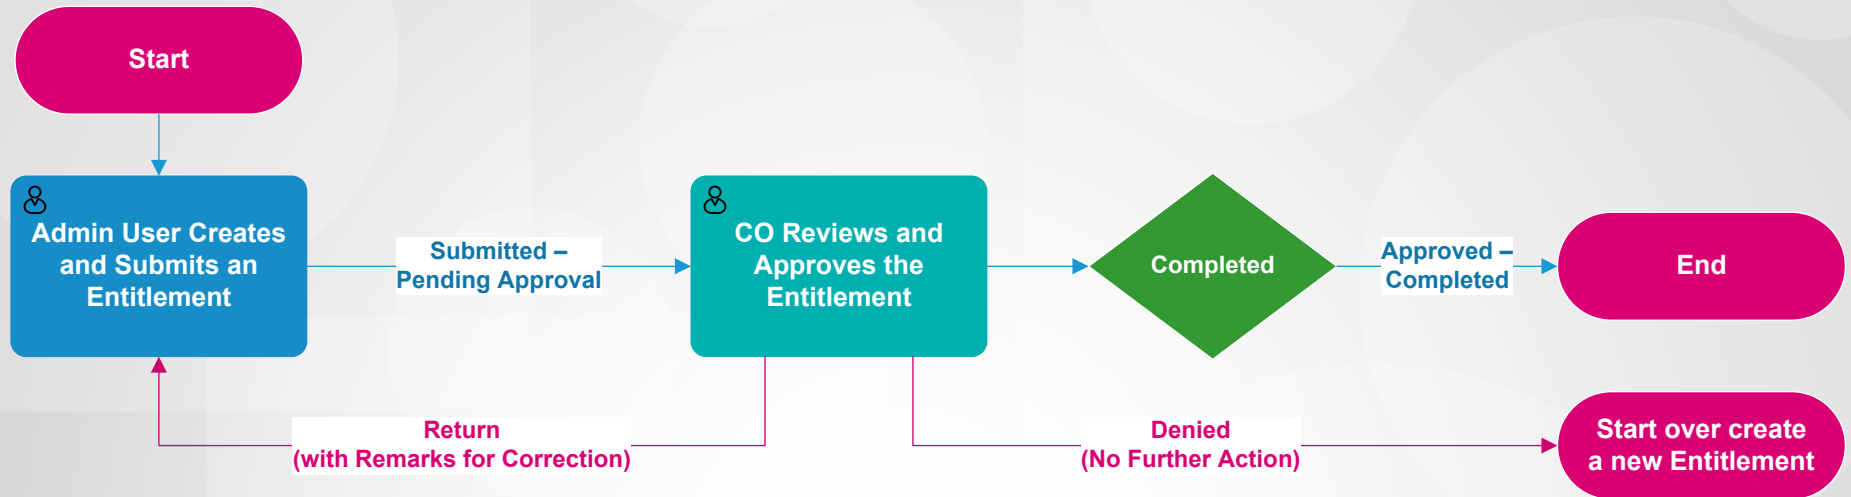 Start
Admin User Creates
and Submits an
Entitlement
Submitted –
Pending Approval
CO Reviews and
Approves the
Entitlement
Completed
Approved –
Completed
End
Return
(with Remarks for Correction)
Denied
(No Further Action)
Start over create
a new Entitlement